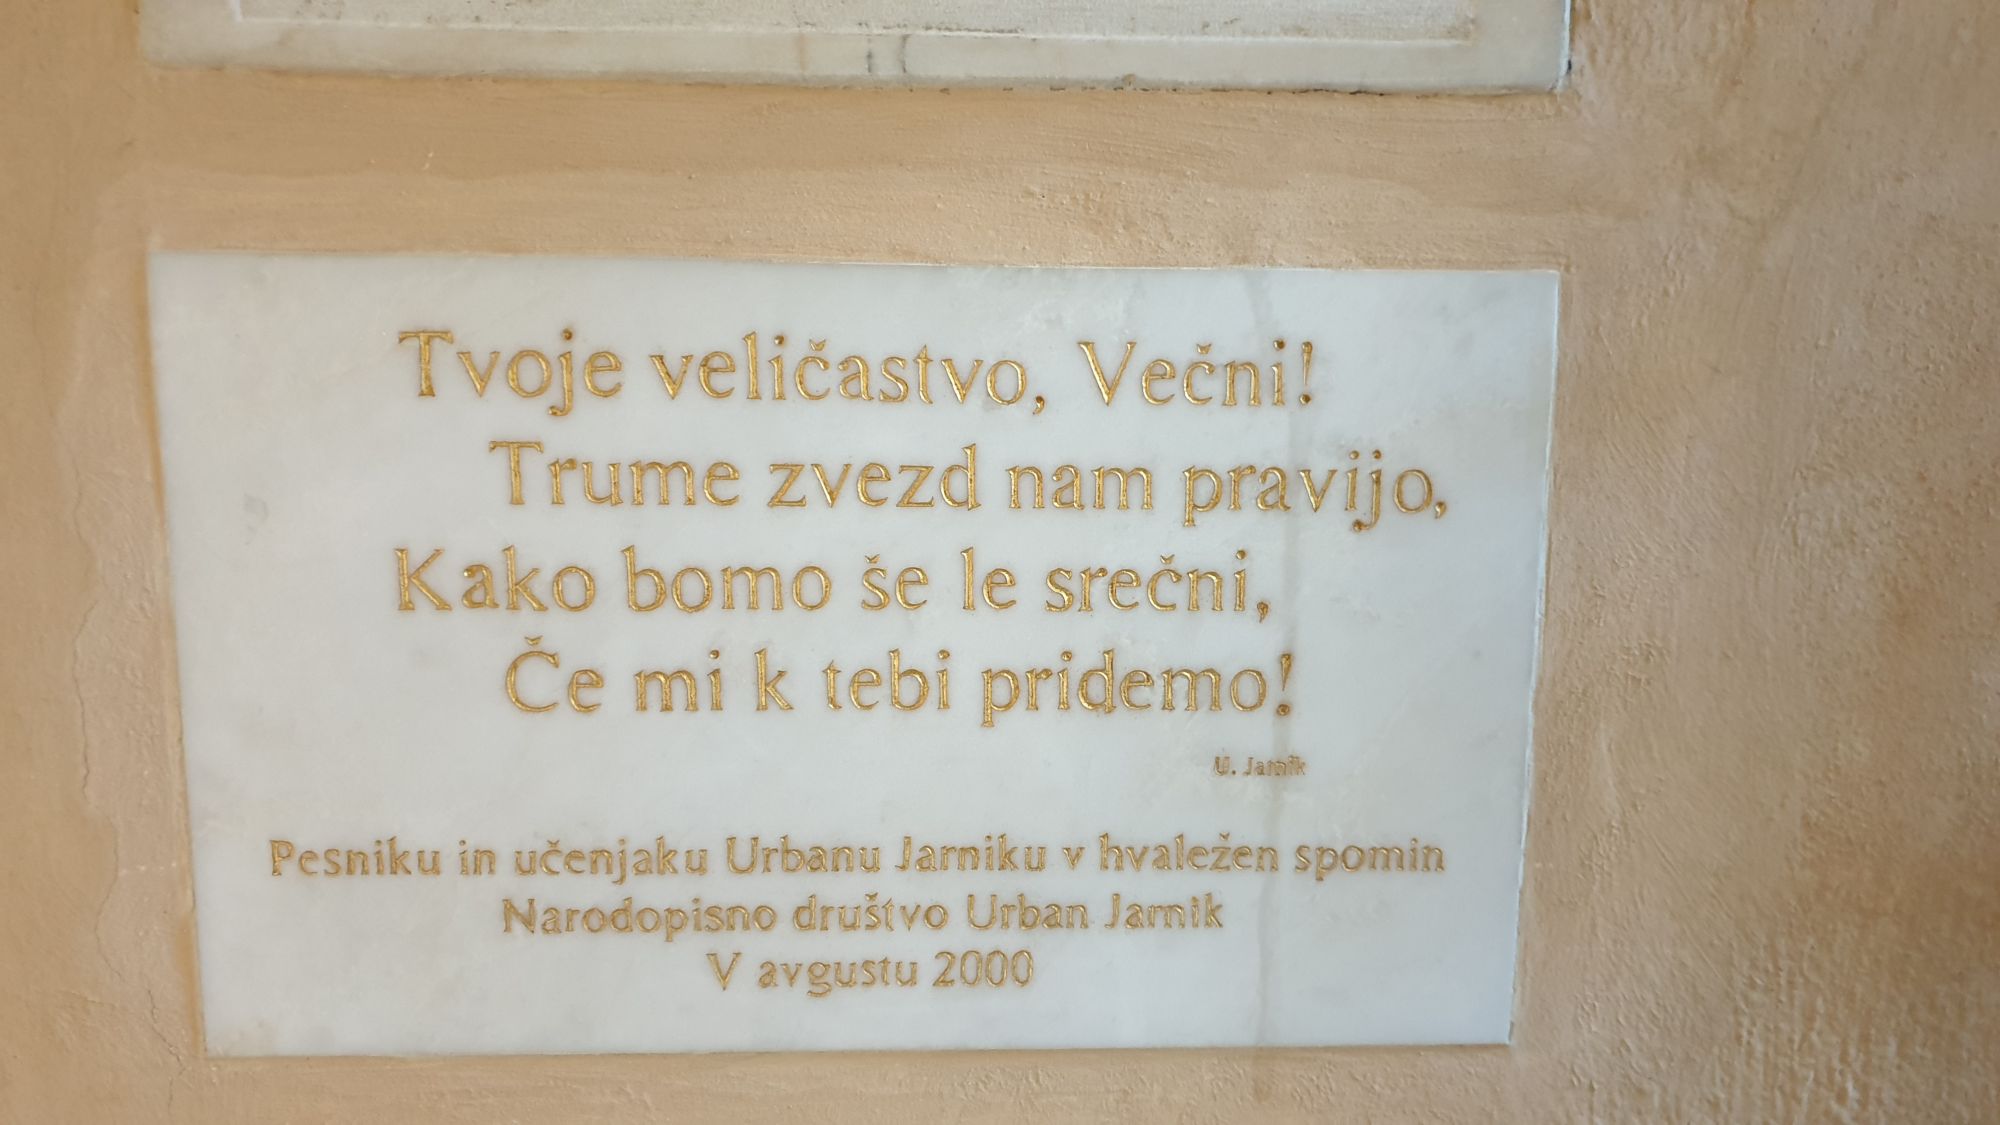 Tvoje veličastvo, Večni!
Trume zvezd nam pravijo,
Kako bomo še le srečni,
Če mi k tebi pridemo!
U. Jarnik
Pesniku in učenjaku Urbanu Jarniku v hvaležen spomin
Narodopisno društvo Urban Jarnik
V avgustu 2000